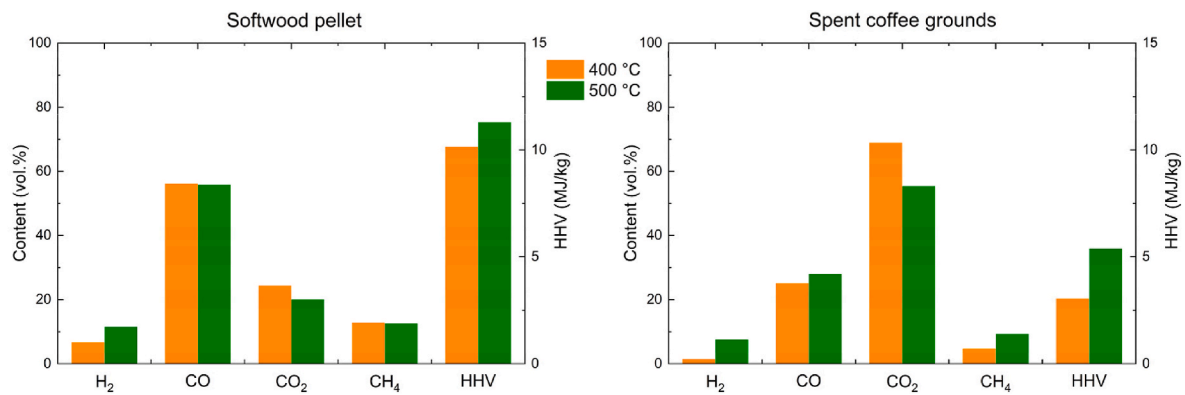 Softwood pellet
100
80
60
40
20
0
Content (vol.%)
15
10
5
0
HHV (MJ/kg)
H₂ CO CO₂ CH₄ HHV
400 °C
500 °C
Spent coffee grounds
100
80
60
40
20
0
Content (vol.%)
15
10
5
0
HHV (MJ/kg)
H₂ CO CO₂ CH₄ HHV